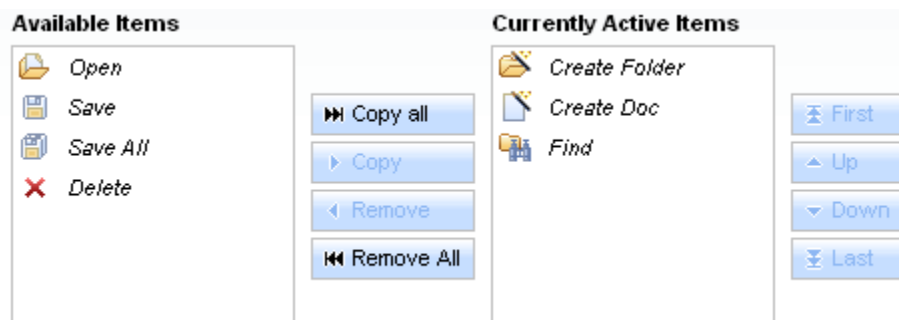 Available Items
Open
Save
Save All
Delete
Copy all
Copy
Remove
Remove All
Currently Active Items
Create Folder
Create Doc
Find
First
Up
Down
Last